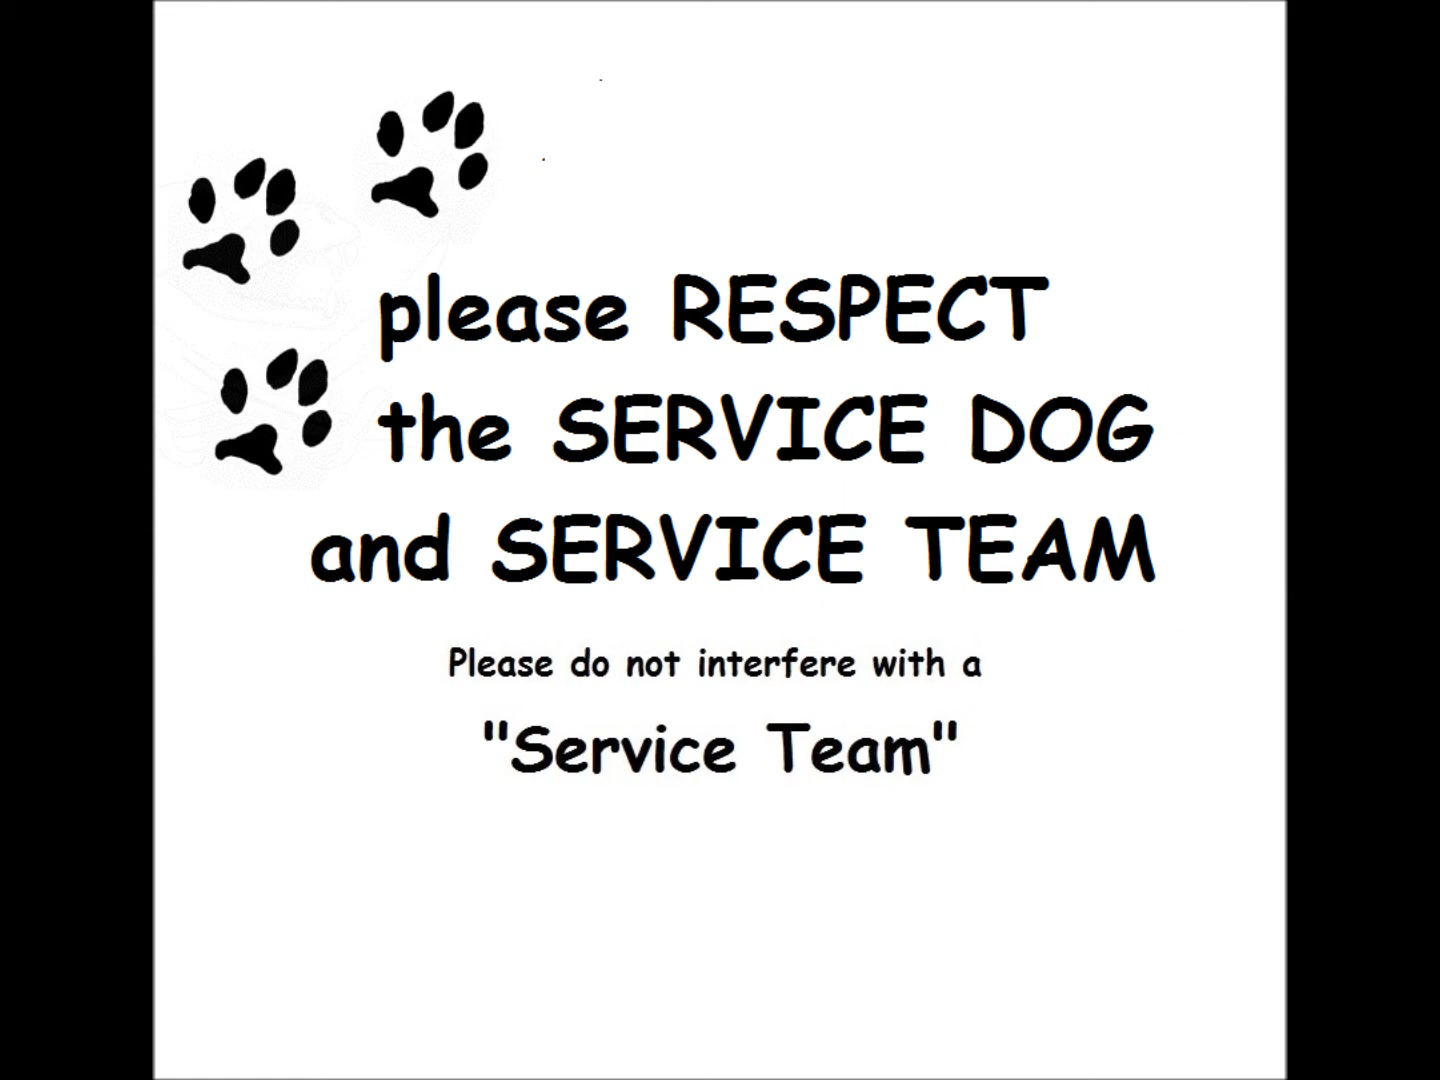 please RESPECT
the SERVICE DOG
and SERVICE TEAM
Please do not interfere with a
"Service Team"